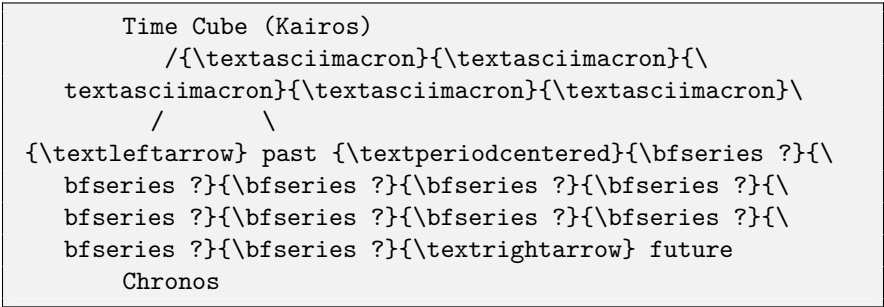 Time Cube (Kairos)
/{\textasciimacron}{\textasciimacron}{\
textasciimacron}{\textasciimacron}{\textasciimacron}\
/ \
{\textleftarrow} past {\textperiodcentered}{\bfseries ?}{\
bfseries ?}{\bfseries ?}{\bfseries ?}{\bfseries ?}{\
bfseries ?}{\bfseries ?}{\bfseries ?}{\bfseries ?}{\
bfseries ?}{\bfseries ?}{\textrightarrow} future
Chronos